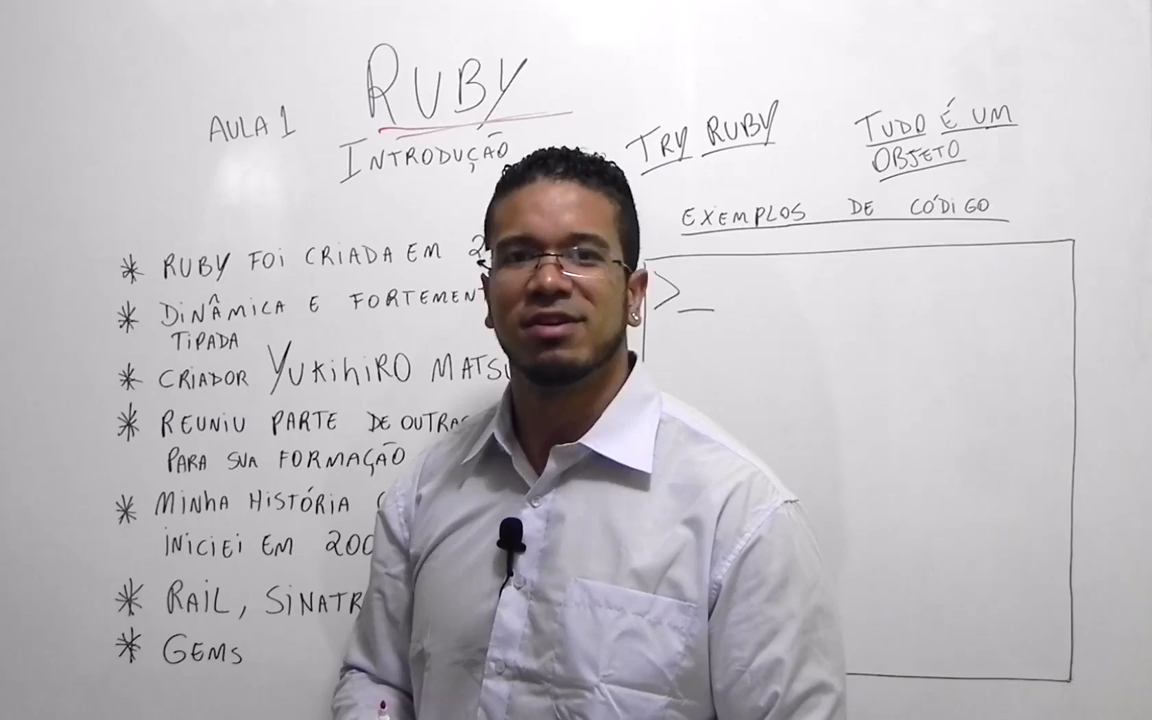 AULA 1
RUBY
INTRODUÇÃO
TRY RUBY
TUDO É UM
OBJETO
EXEMPLOS DE CÓDIGO
>_
* RUBY FOI CRIADA EM
* DINÂMICA E
TIPADA
* CRIADOR YUKIHIRO
* REUNIU PARTE DE
PARA SUA FORMAÇÃO
* MINHA HISTÓRIA
INICIEI EM
* RAIL,
* GEMS